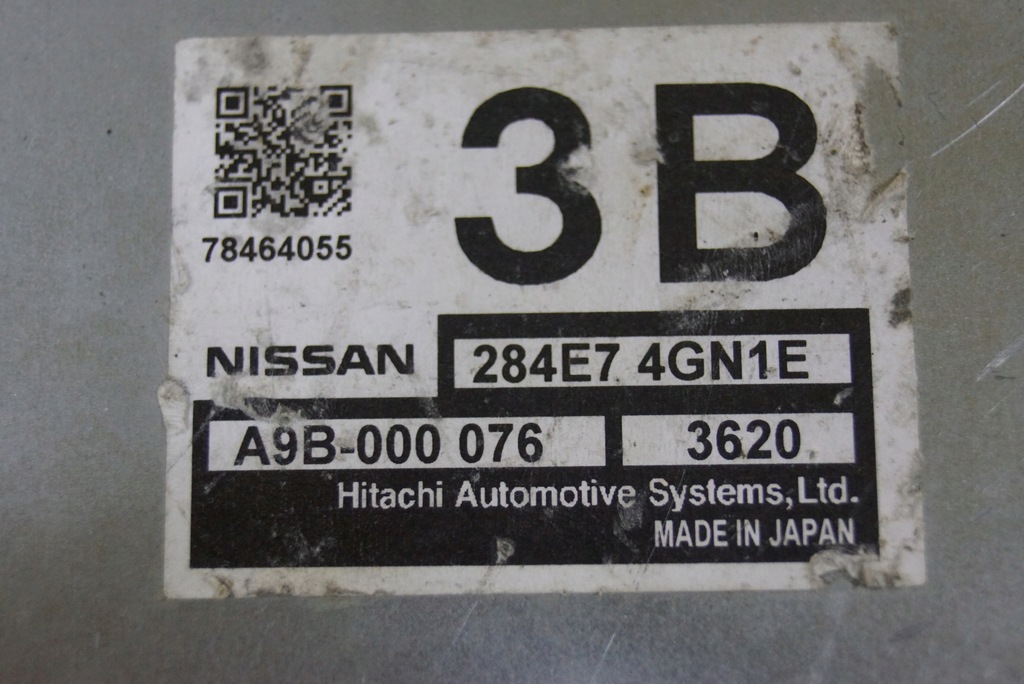 3B
78464055
NISSAN 284E7 4GN1E
A9B-000 076 3620
Hitachi Automotive Systems, Ltd.
MADE IN JAPAN